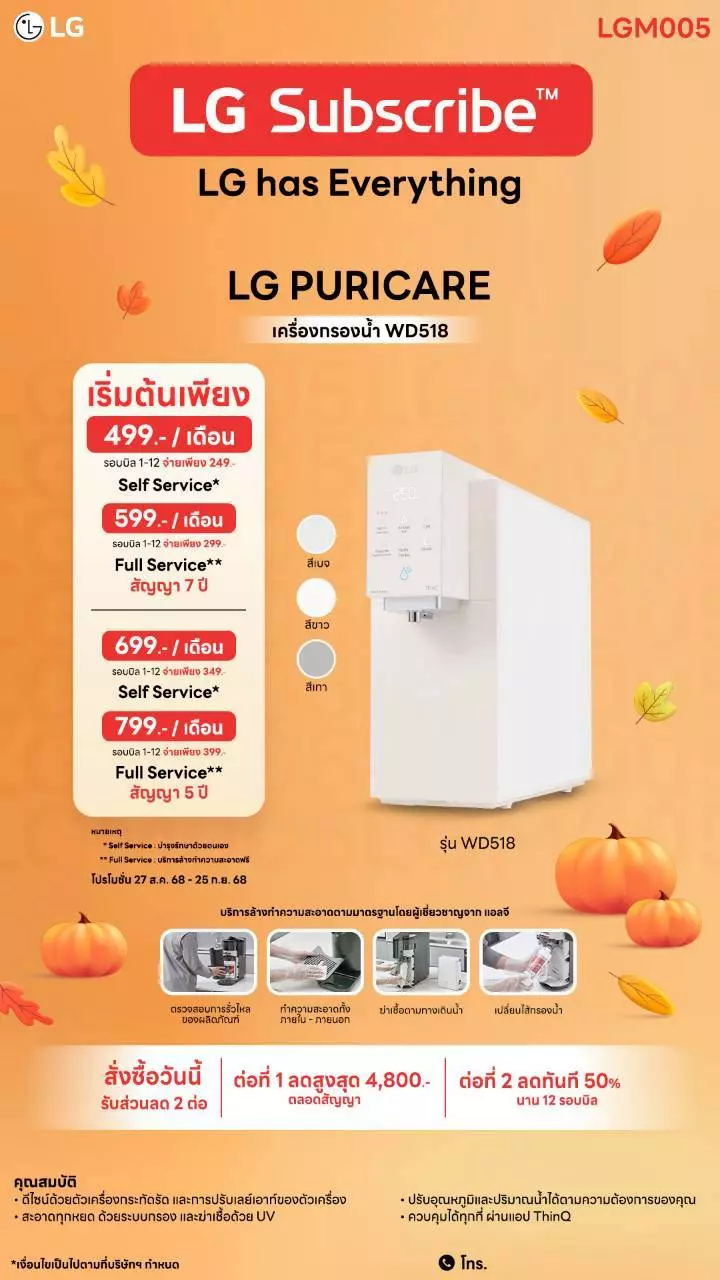 LG
LGM005
LG Subscribe™
LG has Everything
LG PURICARE
เครื่องกรองน้ำ WD518
เริ่มต้นเพียง
499.- / เดือน
รอบบิล 1-12 จ่ายเพียง 249.-
Self Service*
599.- / เดือน
รอบบิล 1-12 จ่ายเพียง 299.-
Full Service**
สัญญา 7 ปี
699.- / เดือน
รอบบิล 1-12 จ่ายเพียง 349.-
Self Service*
799.- / เดือน
รอบบิล 1-12 จ่ายเพียง 399.-
Full Service**
สัญญา 5 ปี
สีเบจ
สีขาว
สีเทา
LG
250
ThinQ
รุ่น WD518
หมายเหตุ
* Self Service : บำรุงรักษาด้วยตนเอง
** Full Service : บริการล้างทำความสะอาดฟรี
โปรโมชั่น 27 ส.ค. 68 - 25 ก.ย. 68
บริการล้างทำความสะอาดตามมาตรฐานโดยผู้เชี่ยวชาญจาก แอลจี
ตรวจสอบการรั่วไหล
ของผลิตภัณฑ์
ทำความสะอาดทั้ง
ภายใน - ภายนอก
ฆ่าเชื้อตามทางเดินน้ำ
เปลี่ยนไส้กรองน้ำ
สั่งซื้อวันนี้
รับส่วนลด 2 ต่อ
ต่อที่ 1 ลดสูงสุด 4,800.-
ตลอดสัญญา
ต่อที่ 2 ลดทันที 50%
นาน 12 รอบบิล
คุณสมบัติ
• ดีไซน์ด้วยตัวเครื่องกระทัดรัด และการปรับเลย์เอาท์ของตัวเครื่อง
• สะอาดทุกหยด ด้วยระบบกรอง และฆ่าเชื้อด้วย UV
• ปรับอุณหภูมิและปริมาณน้ำได้ตามความต้องการของคุณ
• ควบคุมได้ทุกที่ ผ่านแอป ThinQ
*เงื่อนไขเป็นไปตามที่บริษัทฯ กำหนด
โทร.